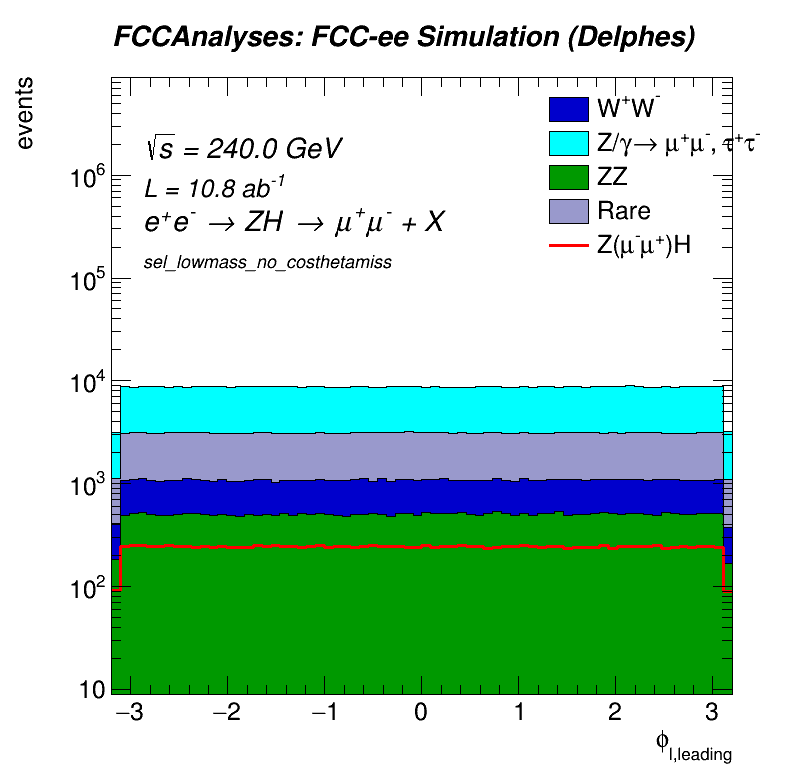 FCCAnalyses: FCC-ee Simulation (Delphes)
events
√s = 240.0 GeV
L = 10.8 ab⁻¹
e⁺e⁻ → ZH → μ⁺μ⁻ + X
sel_lowmass_no_costhetamiss
W⁺W⁻
Z/γ→ μ⁺μ⁻, τ⁺τ⁻
ZZ
Rare
Z(μ⁻μ⁺)H
10⁶
10⁵
10⁴
10³
10²
10
−3 −2 −1 0 1 2 3
ϕ_l,leading